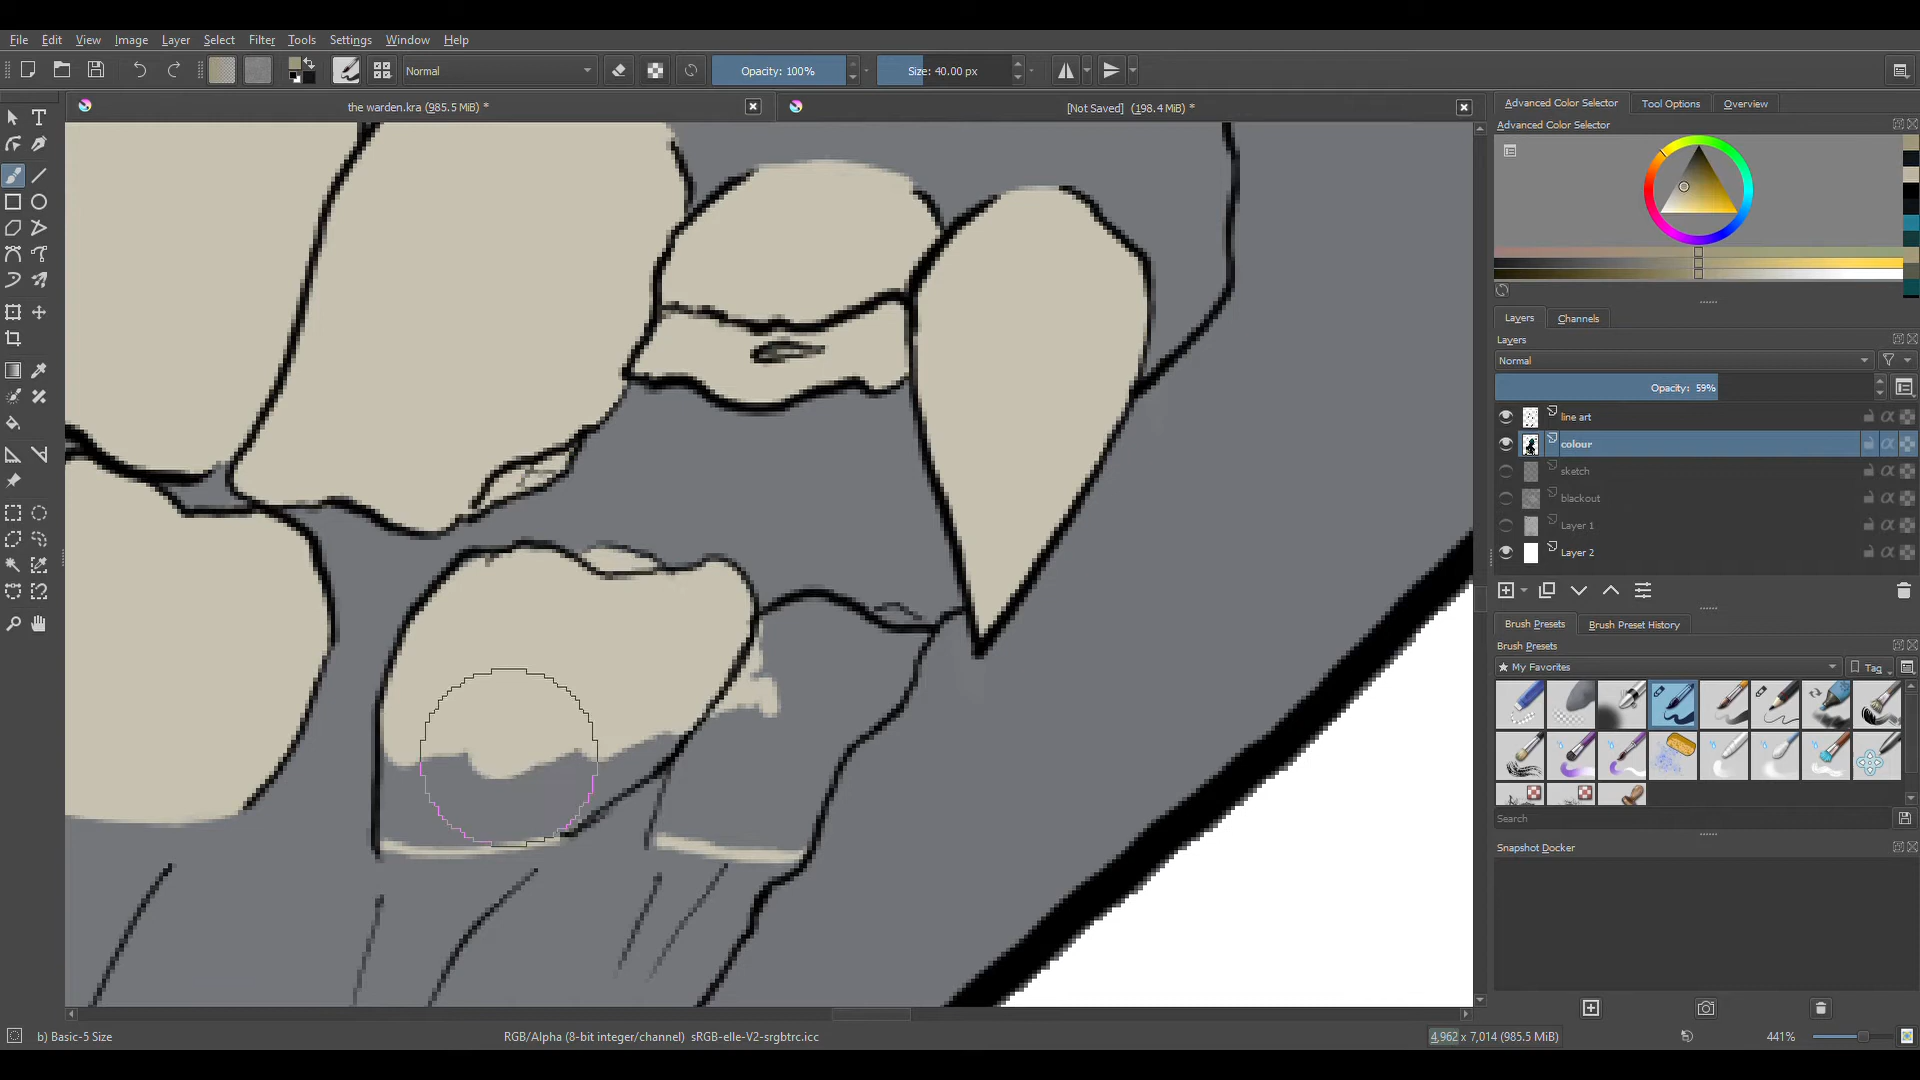 File Edit View Image Layer Select Filter Tools Settings Window Help
Normal Opacity: 100% Size: 40.00 px
the warden.kra (985.5 MiB) * [Not Saved] (198.4 MiB) *
Advanced Color Selector Tool Options Overview
Advanced Color Selector
Layers Channels
Layers
Normal
Opacity: 59%
line art
colour
sketch
blackout
Layer 1
Layer 2
Brush Presets Brush Preset History
Brush Presets
★ My Favorites Tag
Search
Snapshot Docker
b) Basic-5 Size RGB/Alpha (8-bit integer/channel) sRGB-elle-V2-srgbtrc.icc 4,962 x 7,014 (985.5 MiB) 441%